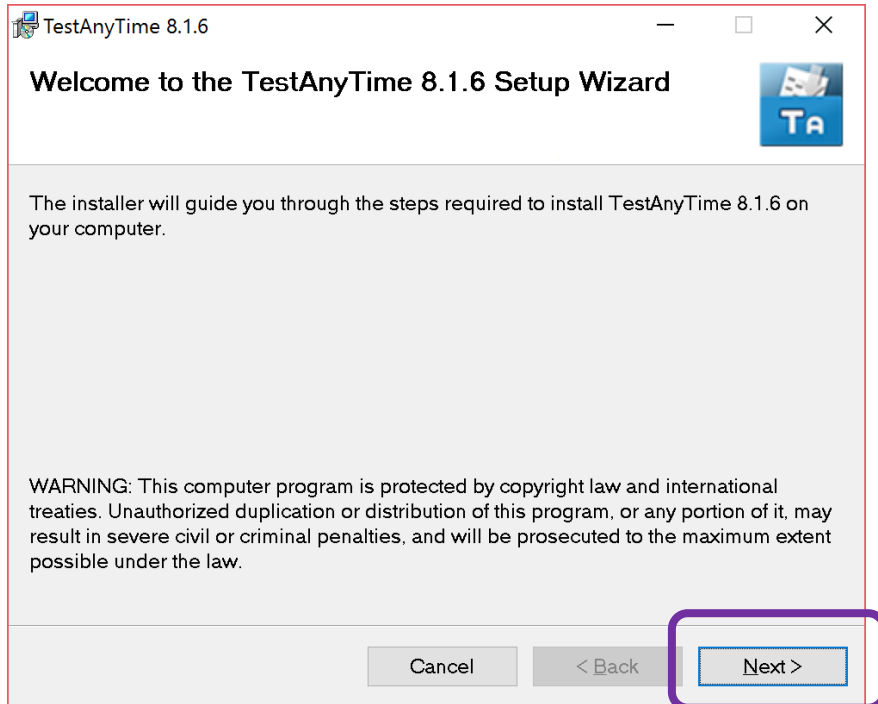 TestAnyTime 8.1.6
Welcome to the TestAnyTime 8.1.6 Setup Wizard
TA
The installer will guide you through the steps required to install TestAnyTime 8.1.6 on
your computer.
WARNING: This computer program is protected by copyright law and international
treaties. Unauthorized duplication or distribution of this program, or any portion of it, may
result in severe civil or criminal penalties, and will be prosecuted to the maximum extent
possible under the law.
Cancel < Back Next >